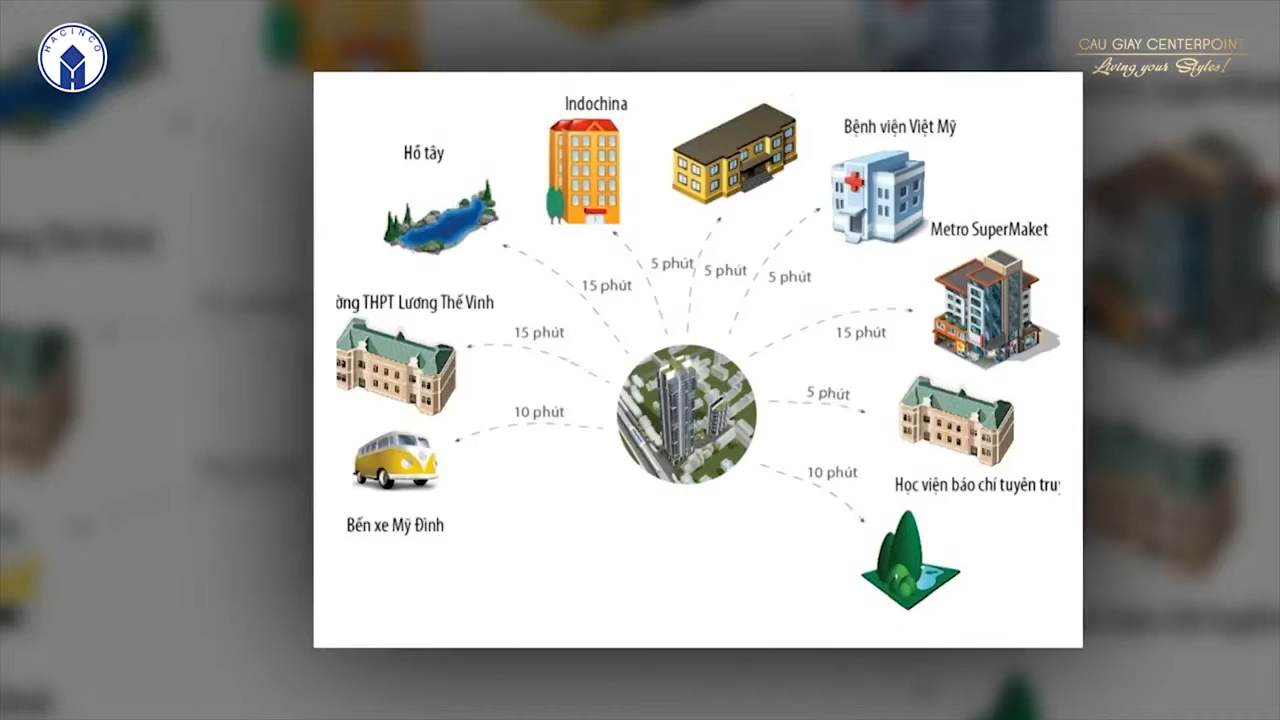 HACINCO
CAU GIAY CENTERPOINT
Living your Styles!
Indochina
Bệnh viện Việt Mỹ
Hồ tây
Metro SuperMaket
5 phút
5 phút
5 phút
15 phút
ờng THPT Lương Thế Vinh
15 phút
15 phút
5 phút
10 phút
10 phút
Học viện báo chí tuyên tru
Bến xe Mỹ Đình